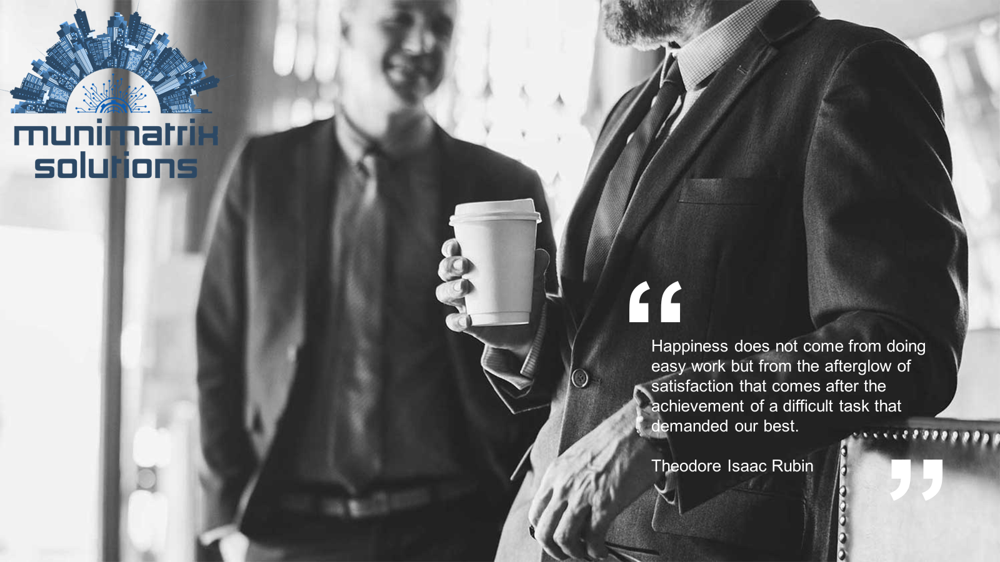 munimatrix
solutions
“
Happiness does not come from doing
easy work but from the afterglow of
satisfaction that comes after the
achievement of a difficult task that
demanded our best.
Theodore Isaac Rubin
”